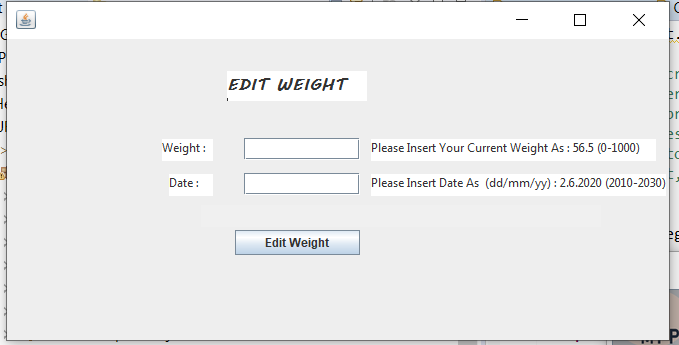 EDIT WEIGHT
Weight : Please Insert Your Current Weight As : 56.5 (0-1000)
Date : Please Insert Date As (dd/mm/yy) : 2.6.2020 (2010-2030)
Edit Weight